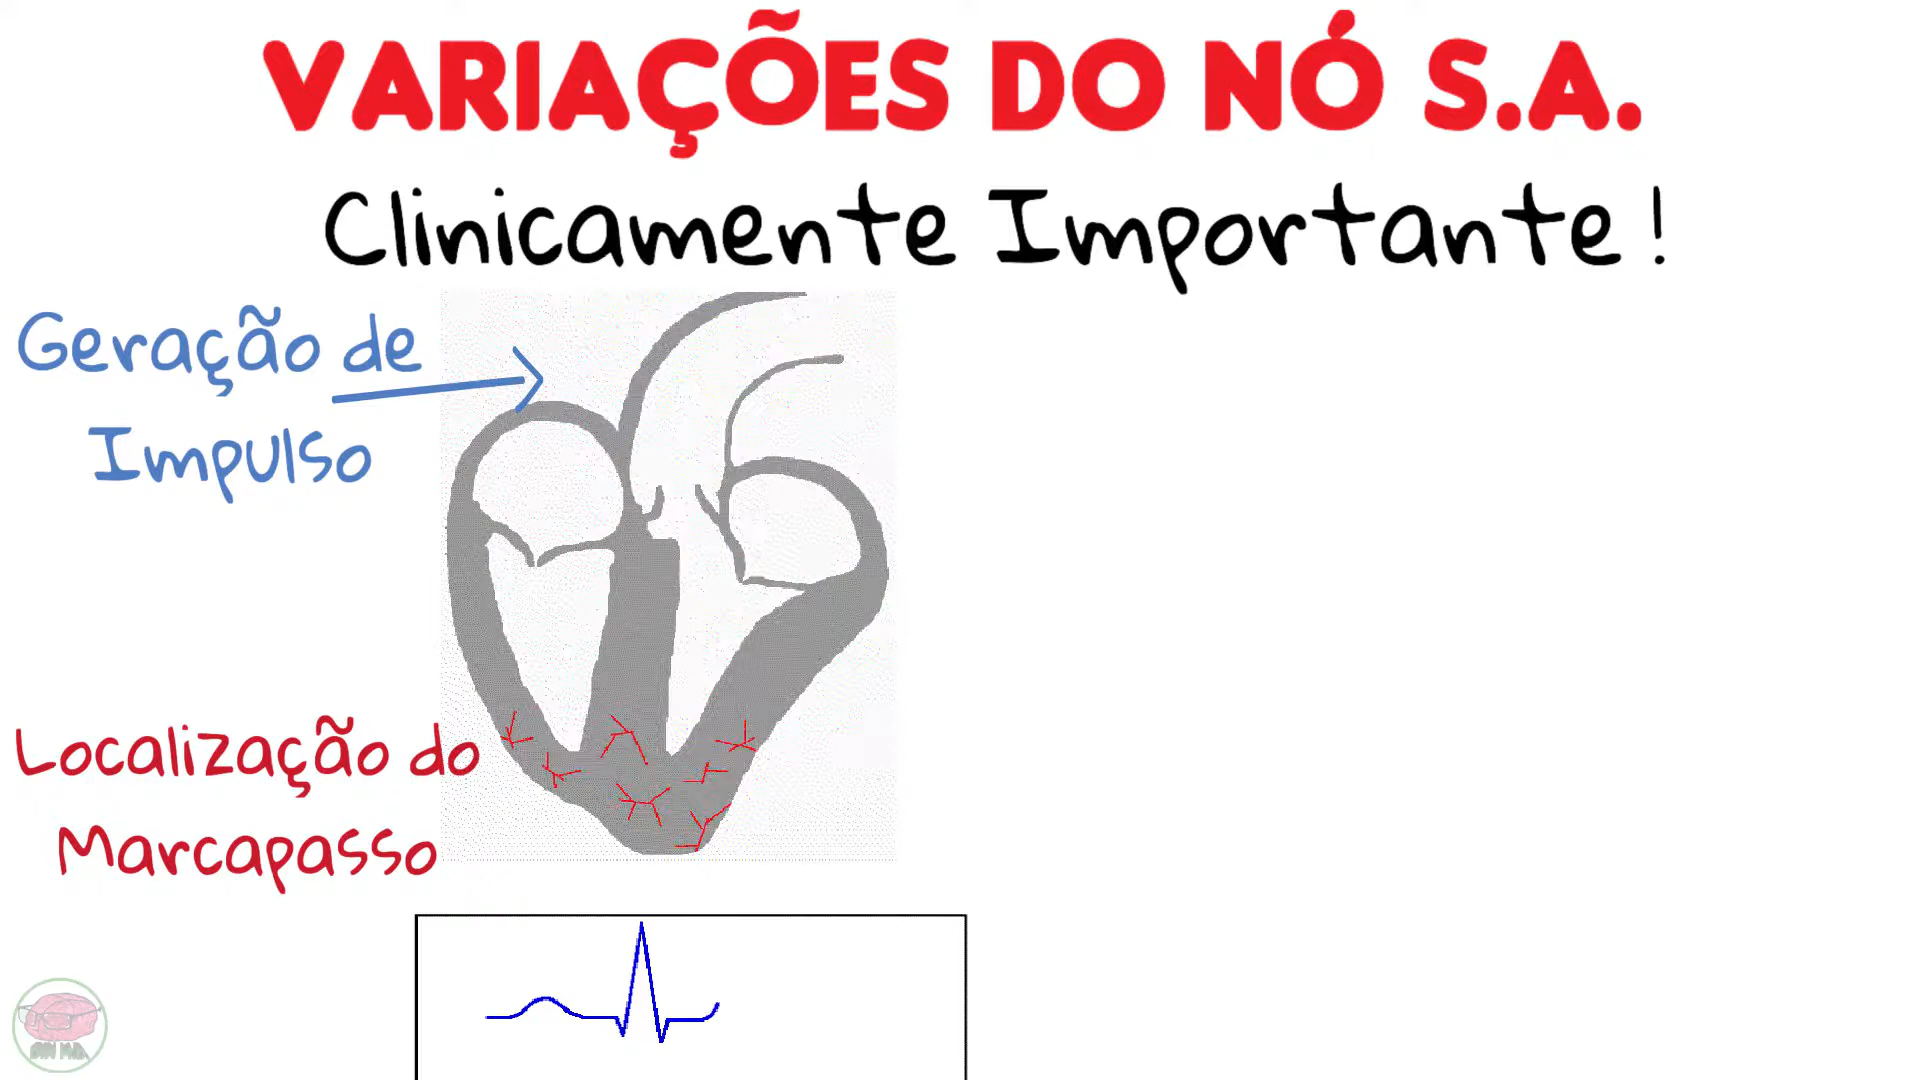 VARIAÇÕES DO NÓ S.A.
Clinicamente Importante!
Geração de
Impulso
Localização do
Marcapasso